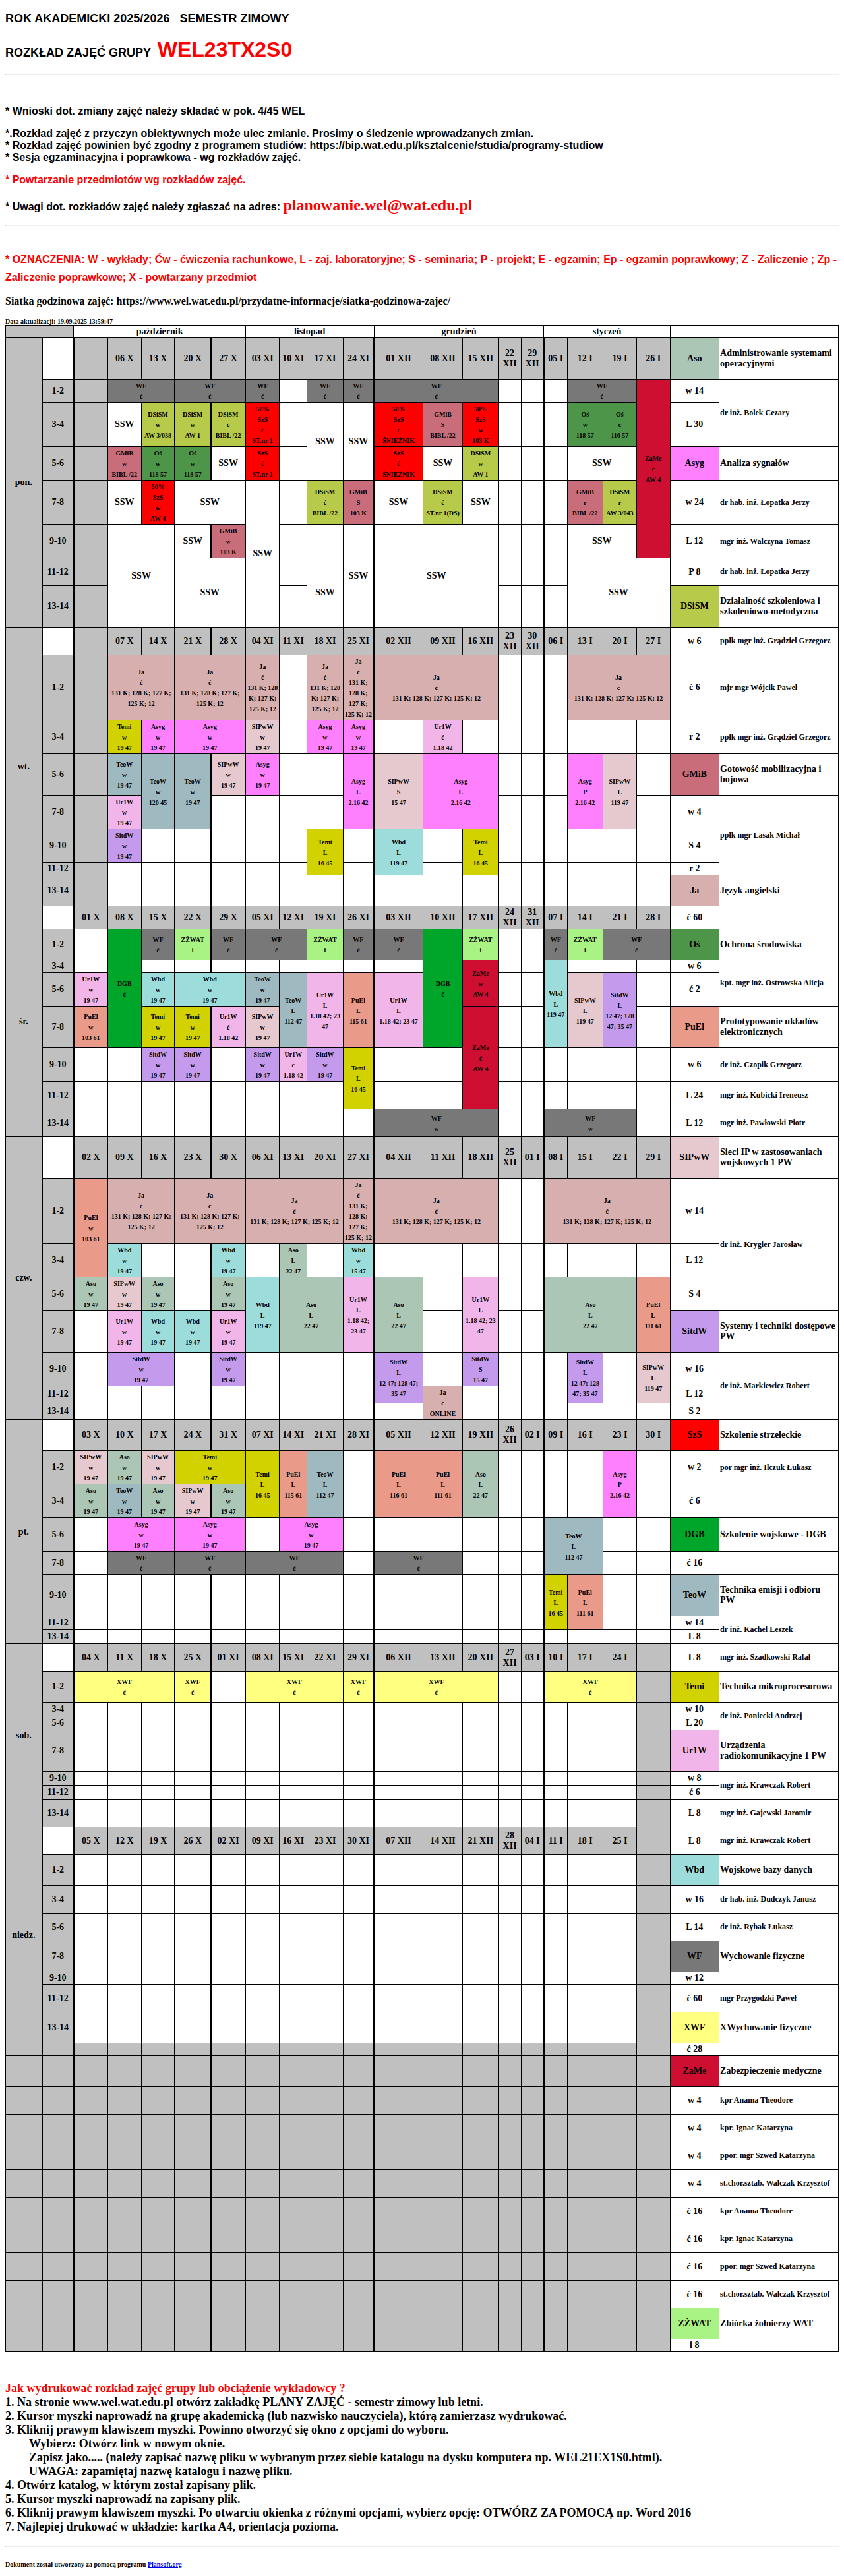 ROK AKADEMICKI 2025/2026 SEMESTR ZIMOWY
ROZKŁAD ZAJĘĆ GRUPY WEL23TX2S0
* Wnioski dot. zmiany zajęć należy składać w pok. 4/45 WEL
*.Rozkład zajęć z przyczyn obiektywnych może ulec zmianie. Prosimy o śledzenie wprowadzanych zmian.
* Rozkład zajęć powinien być zgodny z programem studiów: https://bip.wat.edu.pl/ksztalcenie/studia/programy-studiow
* Sesja egzaminacyjna i poprawkowa - wg rozkładów zajęć.
* Powtarzanie przedmiotów wg rozkładów zajęć.
* Uwagi dot. rozkładów zajęć należy zgłaszać na adres: planowanie.wel@wat.edu.pl
* OZNACZENIA: W - wykłady; Ćw - ćwiczenia rachunkowe, L - zaj. laboratoryjne; S - seminaria; P - projekt; E - egzamin; Ep - egzamin poprawkowy; Z - Zaliczenie ; Zp -
Zaliczenie poprawkowe; X - powtarzany przedmiot
Siatka godzinowa zajęć: https://www.wel.wat.edu.pl/przydatne-informacje/siatka-godzinowa-zajec/
Data aktualizacji: 19.09.2025 13:59:47
październik listopad grudzień styczeń
pon. 06 X 13 X 20 X 27 X 03 XI 10 XI 17 XI 24 XI 01 XII 08 XII 15 XII 22 XII 29 XII 05 I 12 I 19 I 26 I Aso Administrowanie systemami operacyjnymi
1-2 WF ć WF ć WF ć WF ć WF ć WF ć WF ć ZaMe ć AW 4 w 14 dr inż. Bolek Cezary
3-4 SSW DSiSM w AW 3/038 DSiSM w AW 1 DSiSM ć BIBL /22 50% SzS ć ST.nr 1 SSW SSW 50% SzS ć ŚNIEŻNIK GMiB S BIBL /22 50% SzS w 103 K Oś w 118 57 Oś ć 116 57 L 30
5-6 GMiB w BIBL /22 Oś w 118 57 Oś w 118 57 SSW SzS ć ST.nr 1 SzS ć ŚNIEŻNIK SSW DSiSM w AW 1 SSW Asyg Analiza sygnałów
7-8 SSW 50% SzS w AW 4 SSW SSW DSiSM ć BIBL /22 GMiB S 103 K SSW DSiSM ć ST.nr 1(DS) SSW GMiB r BIBL /22 DSiSM r AW 3/043 w 24 dr hab. inż. Łopatka Jerzy
9-10 SSW SSW GMiB w 103 K SSW SSW SSW L 12 mgr inż. Walczyna Tomasz
11-12 SSW SSW SSW P 8 dr hab. inż. Łopatka Jerzy
13-14 DSiSM Działalność szkoleniowa i szkoleniowo-metodyczna
wt. 07 X 14 X 21 X 28 X 04 XI 11 XI 18 XI 25 XI 02 XII 09 XII 16 XII 23 XII 30 XII 06 I 13 I 20 I 27 I w 6 ppłk mgr inż. Grądziel Grzegorz
1-2 Ja ć 131 K; 128 K; 127 K; 125 K; 12 Ja ć 131 K; 128 K; 127 K; 125 K; 12 Ja ć 131 K; 128 K; 127 K; 125 K; 12 Ja ć 131 K; 128 K; 127 K; 125 K; 12 Ja ć 131 K; 128 K; 127 K; 125 K; 12 Ja ć 131 K; 128 K; 127 K; 125 K; 12 Ja ć 131 K; 128 K; 127 K; 125 K; 12 ć 6 mjr mgr Wójcik Paweł
3-4 Temi w 19 47 Asyg w 19 47 Asyg w 19 47 SIPwW w 19 47 Asyg w 19 47 Asyg w 19 47 Ur1W ć 1.18 42 r 2 ppłk mgr inż. Grądziel Grzegorz
5-6 TeoW w 19 47 TeoW w 120 45 TeoW w 19 47 SIPwW w 19 47 Asyg w 19 47 Asyg L 2.16 42 SIPwW S 15 47 Asyg L 2.16 42 Asyg P 2.16 42 SIPwW L 119 47 GMiB Gotowość mobilizacyjna i bojowa
7-8 Ur1W w 19 47 w 4 ppłk mgr Lasak Michał
9-10 SitdW w 19 47 Temi L 16 45 Wbd L 119 47 Temi L 16 45 S 4
11-12 r 2
13-14 Ja Język angielski
śr. 01 X 08 X 15 X 22 X 29 X 05 XI 12 XI 19 XI 26 XI 03 XII 10 XII 17 XII 24 XII 31 XII 07 I 14 I 21 I 28 I ć 60
1-2 DGB ć WF ć ZŻWAT i WF ć WF ć ZŻWAT i WF ć WF ć DGB ć ZŻWAT i WF ć ZŻWAT i WF ć Oś Ochrona środowiska
3-4 ZaMe w AW 4 Wbd L 119 47 w 6 kpt. mgr inż. Ostrowska Alicja
5-6 Ur1W w 19 47 Wbd w 19 47 Wbd w 19 47 TeoW w 19 47 TeoW L 112 47 Ur1W L 1.18 42; 23 47 PuEl L 115 61 Ur1W L 1.18 42; 23 47 SIPwW L 119 47 SitdW L 12 47; 128 47; 35 47 ć 2
7-8 PuEl w 103 61 Temi w 19 47 Temi w 19 47 Ur1W ć 1.18 42 SIPwW w 19 47 ZaMe ć AW 4 PuEl Prototypowanie układów elektronicznych
9-10 SitdW w 19 47 SitdW w 19 47 SitdW w 19 47 Ur1W ć 1.18 42 SitdW w 19 47 Temi L 16 45 w 6 dr inż. Czopik Grzegorz
11-12 L 24 mgr inż. Kubicki Ireneusz
13-14 WF w WF w L 12 mgr inż. Pawłowski Piotr
czw. 02 X 09 X 16 X 23 X 30 X 06 XI 13 XI 20 XI 27 XI 04 XII 11 XII 18 XII 25 XII 01 I 08 I 15 I 22 I 29 I SIPwW Sieci IP w zastosowaniach wojskowych 1 PW
1-2 PuEl w 103 61 Ja ć 131 K; 128 K; 127 K; 125 K; 12 Ja ć 131 K; 128 K; 127 K; 125 K; 12 Ja ć 131 K; 128 K; 127 K; 125 K; 12 Ja ć 131 K; 128 K; 127 K; 125 K; 12 Ja ć 131 K; 128 K; 127 K; 125 K; 12 Ja ć 131 K; 128 K; 127 K; 125 K; 12 w 14 dr inż. Krygier Jarosław
3-4 Wbd w 19 47 Wbd w 19 47 Aso L 22 47 Wbd w 15 47 L 12
5-6 Aso w 19 47 SIPwW w 19 47 Aso w 19 47 Aso w 19 47 Wbd L 119 47 Aso L 22 47 Ur1W L 1.18 42; 23 47 Aso L 22 47 Ur1W L 1.18 42; 23 47 Aso L 22 47 PuEl L 111 61 S 4
7-8 Ur1W w 19 47 Wbd w 19 47 Wbd w 19 47 Ur1W w 19 47 SitdW Systemy i techniki dostępowe PW
9-10 SitdW w 19 47 SitdW w 19 47 SitdW L 12 47; 128 47; 35 47 SitdW S 15 47 SitdW L 12 47; 128 47; 35 47 SIPwW L 119 47 w 16 dr inż. Markiewicz Robert
11-12 Ja ć ONLINE L 12
13-14 S 2
pt. 03 X 10 X 17 X 24 X 31 X 07 XI 14 XI 21 XI 28 XI 05 XII 12 XII 19 XII 26 XII 02 I 09 I 16 I 23 I 30 I SzS Szkolenie strzeleckie
1-2 SIPwW w 19 47 Aso w 19 47 SIPwW w 19 47 Temi w 19 47 Temi L 16 45 PuEl L 115 61 TeoW L 112 47 PuEl L 116 61 PuEl L 111 61 Aso L 22 47 Asyg P 2.16 42 w 2 por mgr inż. Ilczuk Łukasz
3-4 Aso w 19 47 TeoW w 19 47 Aso w 19 47 SIPwW w 19 47 Aso w 19 47 ć 6
5-6 Asyg w 19 47 Asyg w 19 47 Asyg w 19 47 TeoW L 112 47 DGB Szkolenie wojskowe - DGB
7-8 WF ć WF ć WF ć WF ć ć 16
9-10 Temi L 16 45 PuEl L 111 61 TeoW Technika emisji i odbioru PW
11-12 w 14 dr inż. Kachel Leszek
13-14 L 8
sob. 04 X 11 X 18 X 25 X 01 XI 08 XI 15 XI 22 XI 29 XI 06 XII 13 XII 20 XII 27 XII 03 I 10 I 17 I 24 I L 8 mgr inż. Szadkowski Rafał
1-2 XWF ć XWF ć XWF ć XWF ć XWF ć XWF ć Temi Technika mikroprocesorowa
3-4 w 10 dr inż. Poniecki Andrzej
5-6 L 20
7-8 Ur1W Urządzenia radiokomunikacyjne 1 PW
9-10 w 8 mgr inż. Krawczak Robert
11-12 ć 6
13-14 L 8 mgr inż. Gajewski Jaromir
niedz. 05 X 12 X 19 X 26 X 02 XI 09 XI 16 XI 23 XI 30 XI 07 XII 14 XII 21 XII 28 XII 04 I 11 I 18 I 25 I L 8 mgr inż. Krawczak Robert
1-2 Wbd Wojskowe bazy danych
3-4 w 16 dr hab. inż. Dudczyk Janusz
5-6 L 14 dr inż. Rybak Łukasz
7-8 WF Wychowanie fizyczne
9-10 w 12
11-12 ć 60 mgr Przygodzki Paweł
13-14 XWF XWychowanie fizyczne
ć 28
ZaMe Zabezpieczenie medyczne
w 4 kpr Anama Theodore
w 4 kpr. Ignac Katarzyna
w 4 ppor. mgr Szwed Katarzyna
w 4 st.chor.sztab. Walczak Krzysztof
ć 16 kpr Anama Theodore
ć 16 kpr. Ignac Katarzyna
ć 16 ppor. mgr Szwed Katarzyna
ć 16 st.chor.sztab. Walczak Krzysztof
ZŻWAT Zbiórka żołnierzy WAT
i 8
Jak wydrukować rozkład zajęć grupy lub obciążenie wykładowcy ?
1. Na stronie www.wel.wat.edu.pl otwórz zakładkę PLANY ZAJĘĆ - semestr zimowy lub letni.
2. Kursor myszki naprowadź na grupę akademicką (lub nazwisko nauczyciela), którą zamierzasz wydrukować.
3. Kliknij prawym klawiszem myszki. Powinno otworzyć się okno z opcjami do wyboru.
Wybierz: Otwórz link w nowym oknie.
Zapisz jako..... (należy zapisać nazwę pliku w wybranym przez siebie katalogu na dysku komputera np. WEL21EX1S0.html).
UWAGA: zapamiętaj nazwę katalogu i nazwę pliku.
4. Otwórz katalog, w którym został zapisany plik.
5. Kursor myszki naprowadź na zapisany plik.
6. Kliknij prawym klawiszem myszki. Po otwarciu okienka z różnymi opcjami, wybierz opcję: OTWÓRZ ZA POMOCĄ np. Word 2016
7. Najlepiej drukować w układzie: kartka A4, orientacja pozioma.
Dokument został utworzony za pomocą programu Plansoft.org